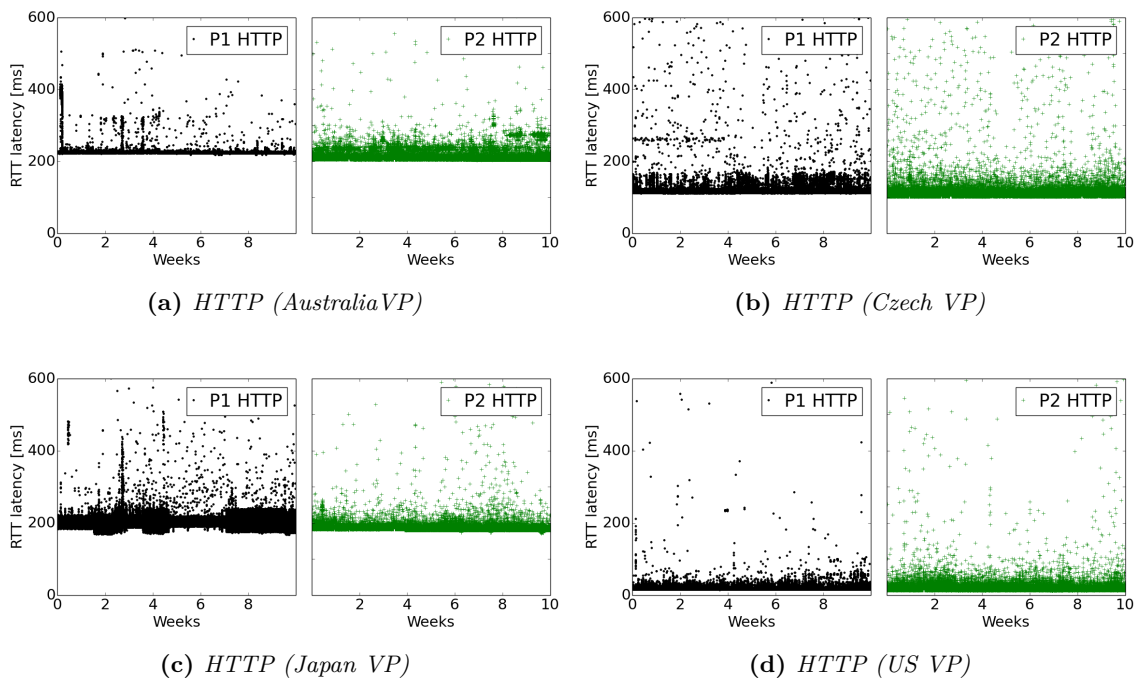 600
400
200
0
RTT latency [ms]
P1 HTTP
0 2 4 6 8
Weeks
P2 HTTP
2 4 6 8 10
Weeks
(a) HTTP (AustraliaVP)
600
400
200
0
RTT latency [ms]
P1 HTTP
0 2 4 6 8
Weeks
P2 HTTP
2 4 6 8 10
Weeks
(b) HTTP (Czech VP)
600
400
200
0
RTT latency [ms]
P1 HTTP
0 2 4 6 8
Weeks
P2 HTTP
2 4 6 8 10
Weeks
(c) HTTP (Japan VP)
600
400
200
0
RTT latency [ms]
P1 HTTP
0 2 4 6 8
Weeks
P2 HTTP
2 4 6 8 10
Weeks
(d) HTTP (US VP)